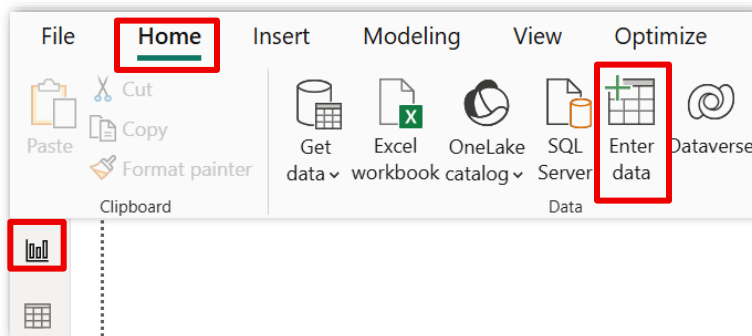 File Home Insert Modeling View Optimize
Paste
Cut
Copy
Format painter
Clipboard
Get data
Excel workbook
OneLake catalog
SQL Server
Enter data
Dataverse
Data